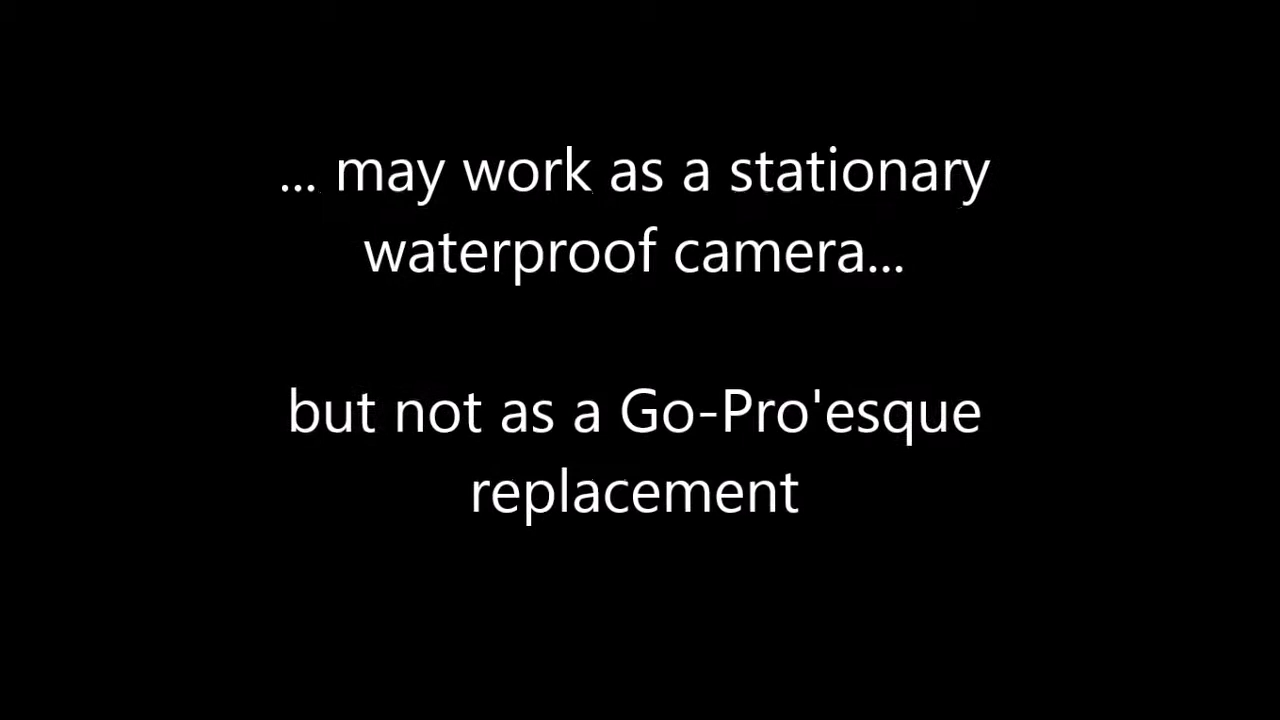 ... may work as a stationary
waterproof camera...
but not as a Go-Pro'esque
replacement